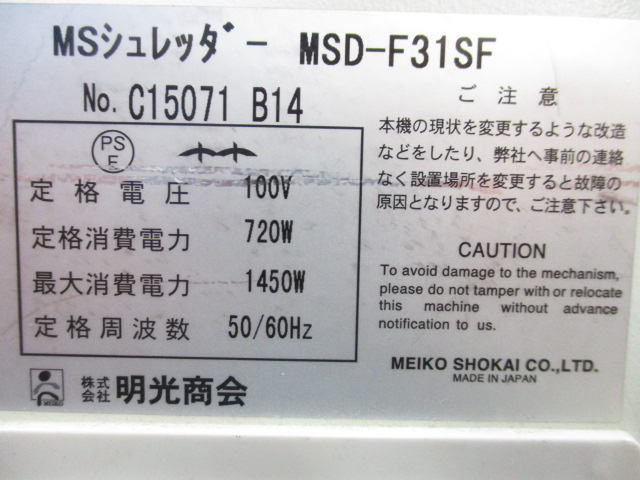 MSシュレッダー MSD-F31SF
No. C15071 B14
PS
E
定格電圧 100V
定格消費電力 720W
最大消費電力 1450W
定格周波数 50/60Hz
ご注意
本機の現状を変更するような改造
などをしたり、弊社へ事前の連絡
なく設置場所を変更すると故障の
原因となりますので、ご注意下さい。
CAUTION
To avoid damage to the mechanism,
please do not tamper with or relocate
this machine without advance
notification to us.
MEIKO SHOKAI CO.,LTD.
MADE IN JAPAN
MEIKO
株式会社 明光商会